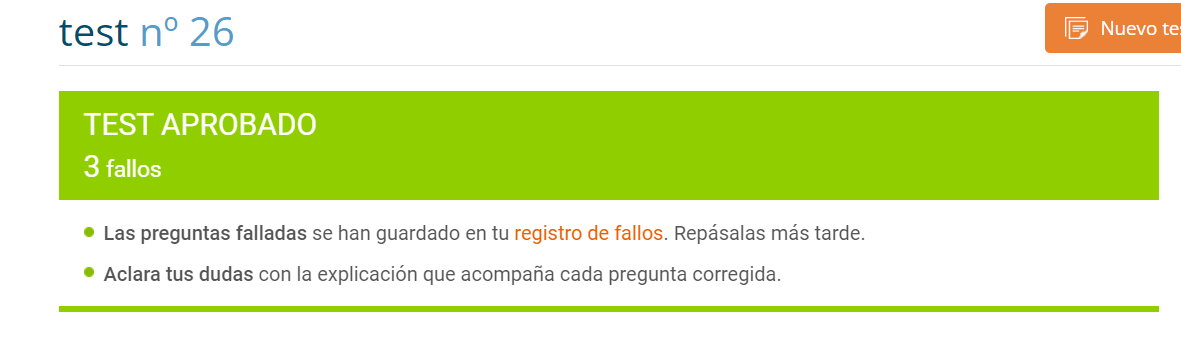 test nº 26
Nuevo tes
TEST APROBADO
3 fallos
Las preguntas falladas se han guardado en tu registro de fallos. Repásalas más tarde.
Aclara tus dudas con la explicación que acompaña cada pregunta corregida.